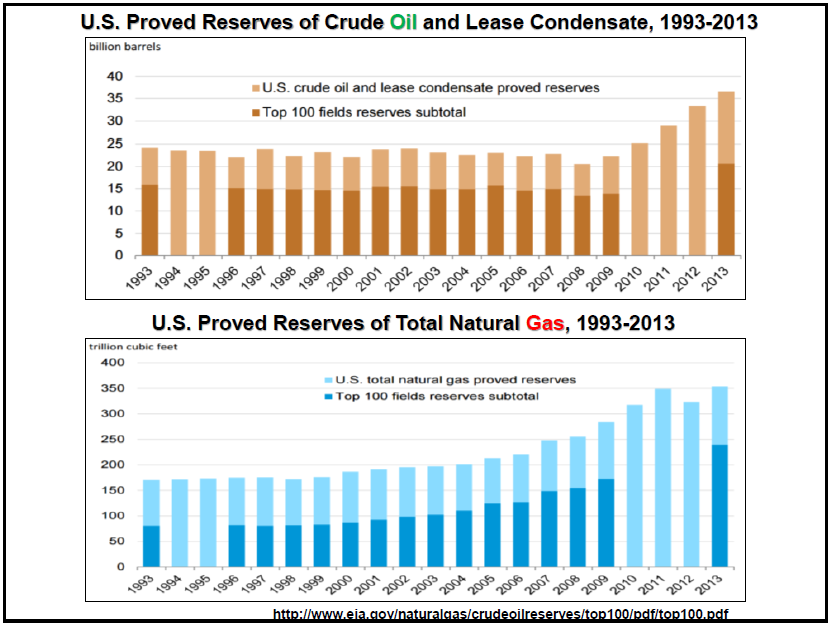 U.S. Proved Reserves of Crude Oil and Lease Condensate, 1993-2013
billion barrels
40
35
30
25
20
15
10
5
0
U.S. crude oil and lease condensate proved reserves
Top 100 fields reserves subtotal
1993 1994 1995 1996 1997 1998 1999 2000 2001 2002 2003 2004 2005 2006 2007 2008 2009 2010 2011 2012 2013
U.S. Proved Reserves of Total Natural Gas, 1993-2013
trillion cubic feet
400
350
300
250
200
150
100
50
0
U.S. total natural gas proved reserves
Top 100 fields reserves subtotal
1993 1994 1995 1996 1997 1998 1999 2000 2001 2002 2003 2004 2005 2006 2007 2008 2009 2010 2011 2012 2013
http://www.eia.gov/naturalgas/crudeoilreserves/top100/pdf/top100.pdf